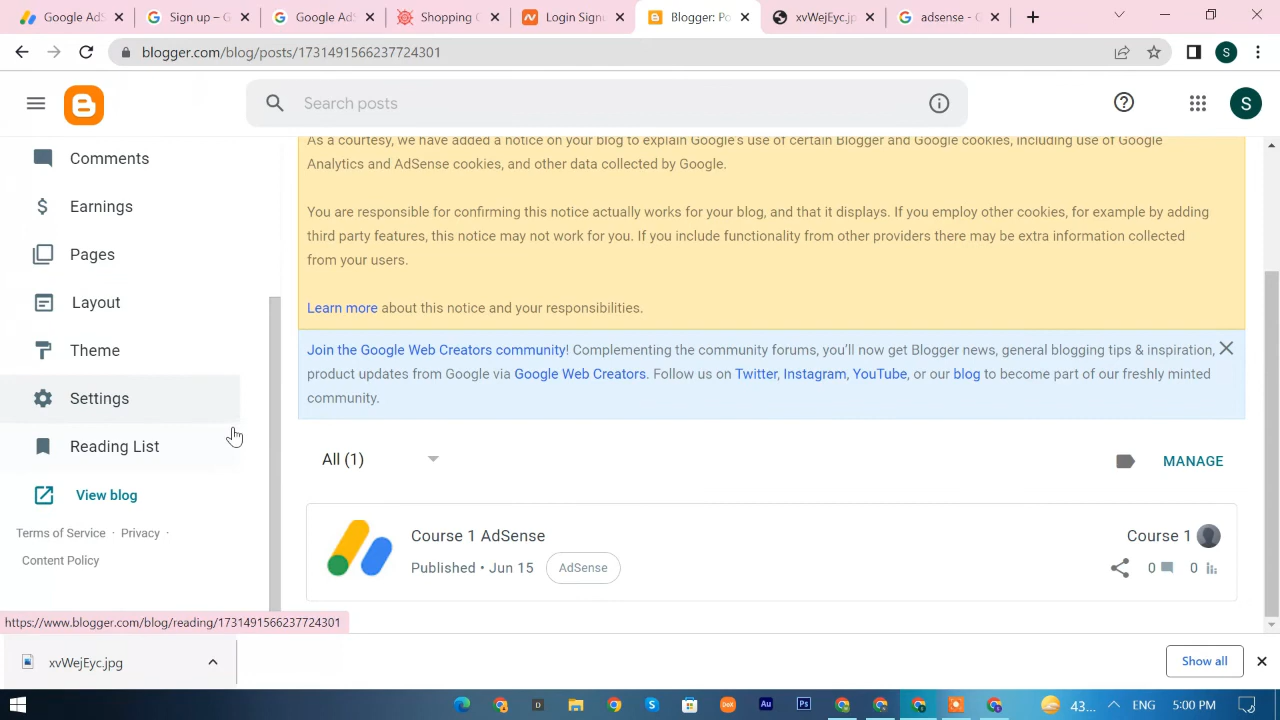 Google AdS
Sign up – G
Google AdS
Shopping C
Login Sign
Blogger: Po
xvWejEyc.jp
adsense - G
blogger.com/blog/posts/1731491566237724301
S
Search posts
S
Comments
Earnings
Pages
Layout
Theme
Settings
Reading List
View blog
Terms of Service · Privacy ·
Content Policy
As a courtesy, we have added a notice on your blog to explain Google's use of certain Blogger and Google cookies, including use of Google
Analytics and AdSense cookies, and other data collected by Google.
You are responsible for confirming this notice actually works for your blog, and that it displays. If you employ other cookies, for example by adding
third party features, this notice may not work for you. If you include functionality from other providers there may be extra information collected
from your users.
Learn more about this notice and your responsibilities.
Join the Google Web Creators community! Complementing the community forums, you'll now get Blogger news, general blogging tips & inspiration,
product updates from Google via Google Web Creators. Follow us on Twitter, Instagram, YouTube, or our blog to become part of our freshly minted
community.
All (1)
MANAGE
Course 1 AdSense
Course 1
Published • Jun 15
AdSense
0
0
https://www.blogger.com/blog/reading/1731491566237724301
xvWejEyc.jpg
Show all
D
DeX
Au
Ps
43...
ENG
5:00 PM